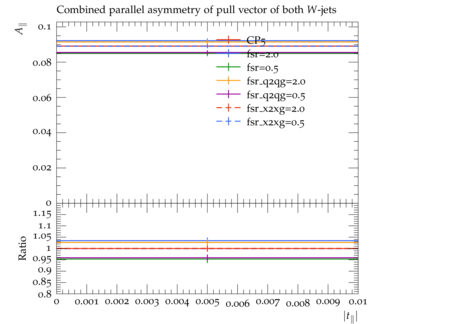 Combined parallel asymmetry of pull vector of both W-jets
A∥
0.1
0.08
0.06
0.04
0.02
0
CP5
fsr=2.0
fsr=0.5
fsr_q2qg=2.0
fsr_q2qg=0.5
fsr_x2xg=2.0
fsr_x2xg=0.5
Ratio
1.15
1.1
1.05
1
0.95
0.9
0.85
0.8
0 0.001 0.002 0.003 0.004 0.005 0.006 0.007 0.008 0.009 0.01
|t∥|